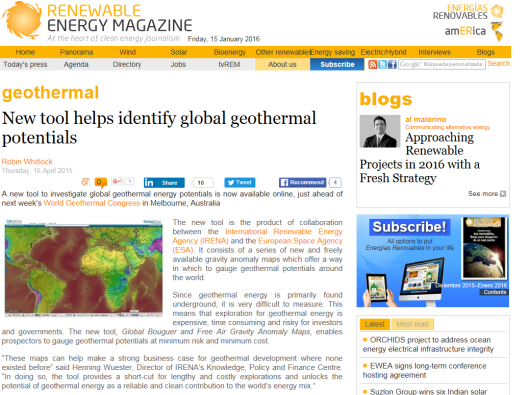 RENEWABLE
ENERGY MAGAZINE
At the heart of clean energy journalism
Friday, 15 January 2016
ENERGÍAS
RENOVABLES
amERica
Home Panorama Wind Solar Bioenergy Other renewables Energy saving Electric/Hybrid Interviews Blogs
Today's press Agenda Directory Jobs tvREM About us Subscribe Google Búsqueda personalizada Search
geothermal
New tool helps identify global geothermal
potentials
Robin Whitlock
Thursday, 16 April 2015
0 +1 1 Share 10 Tweet Recommend 4
A new tool to investigate global geothermal energy potentials is now available online, just ahead of
next week's World Geothermal Congress in Melbourne, Australia
The new tool is the product of collaboration
between the International Renewable Energy
Agency (IRENA) and the European Space Agency
(ESA). It consists of a series of new and freely
available gravity anomaly maps which offer a way
in which to gauge geothermal potentials around
the world.
Since geothermal energy is primarily found
underground, it is very difficult to measure. This
means that exploration for geothermal energy is
expensive, time consuming and risky for investors
and governments. The new tool, Global Bouguer and Free Air Gravity Anomaly Maps, enables
prospectors to gauge geothermal potentials at minimum risk and minimum cost.
"These maps can help make a strong business case for geothermal development where none
existed before" said Henning Wuester, Director of IRENA's Knowledge, Policy and Finance Centre.
"In doing so, the tool provides a short-cut for lengthy and costly explorations and unlocks the
potential of geothermal energy as a reliable and clean contribution to the world's energy mix."
blogs
al maiorino
Communicating alternative energy
Approaching
Renewable
Projects in 2016 with a
Fresh Strategy
See more
Subscribe!
All options to put
Energías Renovables in your life
Diciembre 2015-Enero 2016
Contents
Latest Most read
ORCHIDS project to address ocean
energy electrical infrastructure integrity
EWEA signs long-term conference
hosting agreement
Suzlon Group wins six Indian solar